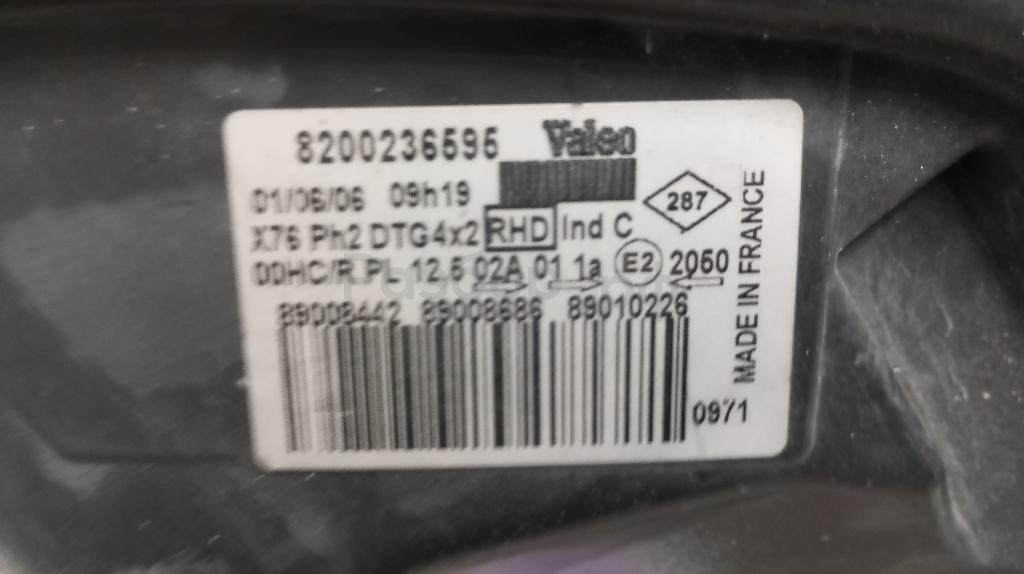 8200236595 Valeo
01/06/06 09h19
287
X76 Ph2 DTG4x2 RHD Ind C
00HC/R PL 12.5 02A 01 1a E2 2050
89008442 89008686 89010226
0971
MADE IN FRANCE